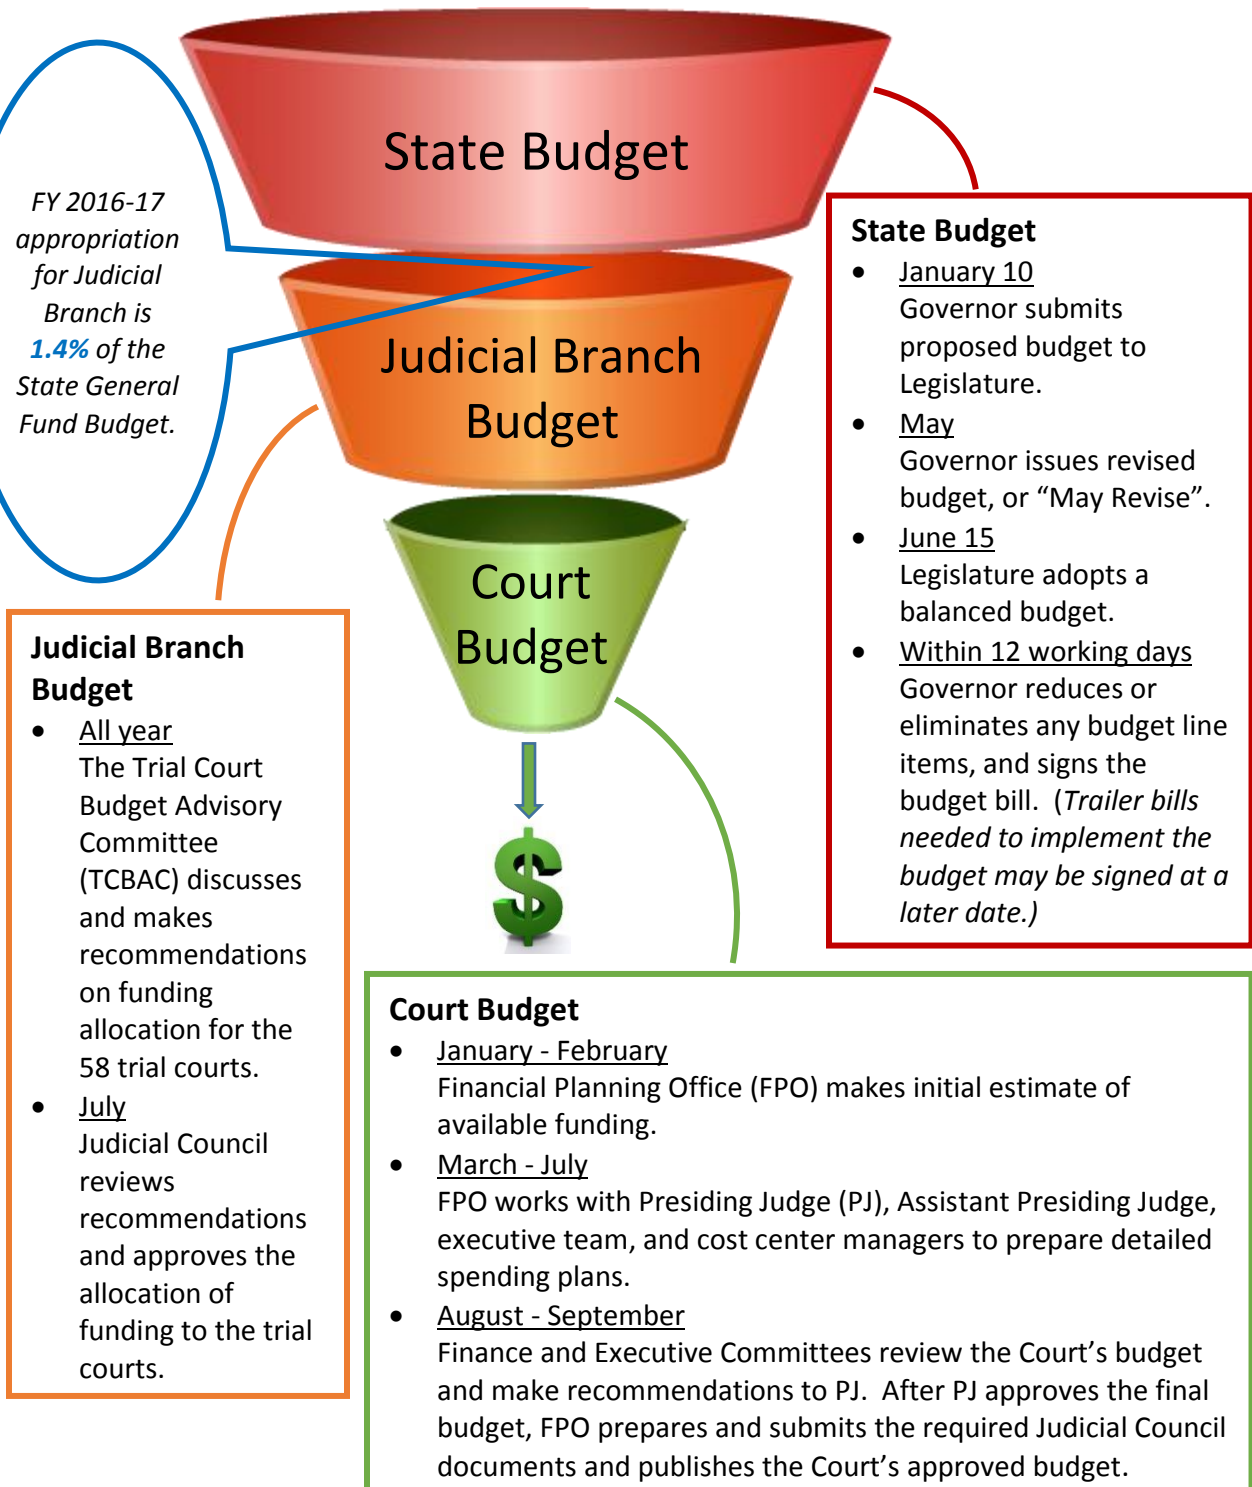 State Budget
FY 2016-17
appropriation
for Judicial
Branch is
1.4% of the
State General
Fund Budget.
Judicial Branch
Budget
Court
Budget
$
State Budget
• January 10
Governor submits
proposed budget to
Legislature.
• May
Governor issues revised
budget, or “May Revise”.
• June 15
Legislature adopts a
balanced budget.
• Within 12 working days
Governor reduces or
eliminates any budget line
items, and signs the
budget bill.  (Trailer bills
needed to implement the
budget may be signed at a
later date.)
Judicial Branch
Budget
• All year
The Trial Court
Budget Advisory
Committee
(TCBAC) discusses
and makes
recommendations
on funding
allocation for the
58 trial courts.
• July
Judicial Council
reviews
recommendations
and approves the
allocation of
funding to the trial
courts.
Court Budget
• January - February
Financial Planning Office (FPO) makes initial estimate of
available funding.
• March - July
FPO works with Presiding Judge (PJ), Assistant Presiding Judge,
executive team, and cost center managers to prepare detailed
spending plans.
• August - September
Finance and Executive Committees review the Court’s budget
and make recommendations to PJ.  After PJ approves the final
budget, FPO prepares and submits the required Judicial Council
documents and publishes the Court’s approved budget.